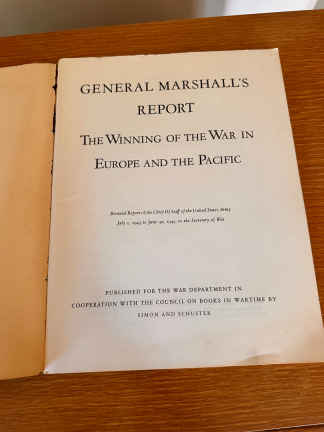 GENERAL MARSHALL'S
REPORT
THE WINNING OF THE WAR IN
EUROPE AND THE PACIFIC
Biennial Report of the Chief of Staff of the United States Army
July 1, 1943 to June 30, 1945, to the Secretary of War
PUBLISHED FOR THE WAR DEPARTMENT IN
COOPERATION WITH THE COUNCIL ON BOOKS IN WARTIME BY
SIMON AND SCHUSTER